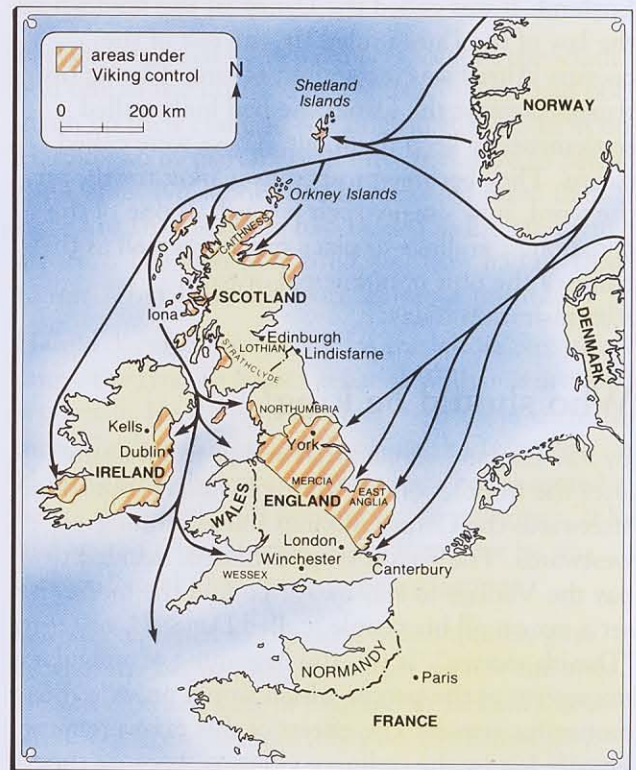 areas under
Viking control
N
0 200 km
Shetland
Islands
NORWAY
Orkney Islands
CAITHNESS
SCOTLAND
Iona
Edinburgh
LOTHIAN
Lindisfarne
STRATHCLYDE
DENMARK
NORTHUMBRIA
Kells
York
Dublin
IRELAND
MERCIA
EAST
ANGLIA
WALES
ENGLAND
London
Winchester
Canterbury
WESSEX
NORMANDY
Paris
FRANCE